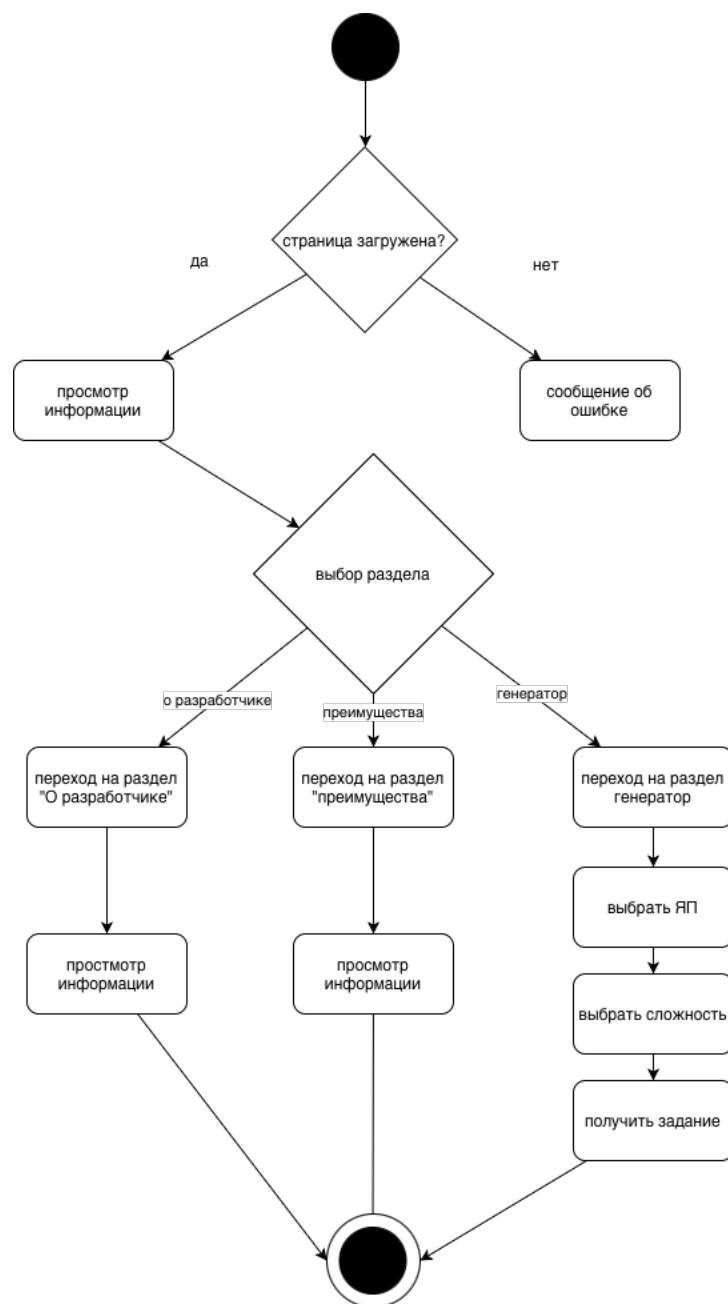 страница загружена?
да
нет
просмотр
информации
сообщение об
ошибке
выбор раздела
о разработчике
преимущества
генератор
переход на раздел
"О разработчике"
переход на раздел
"преимущества"
переход на раздел
генератор
выбрать ЯП
простмотр
информации
просмотр
информации
выбрать сложность
получить задание